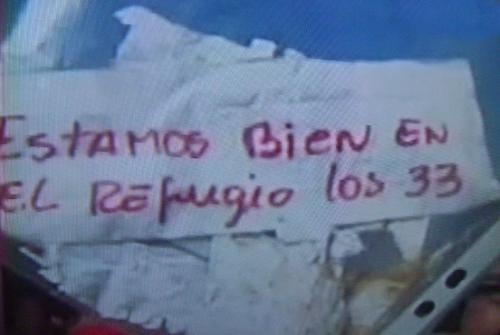 ESTAMOS BiEN EN
EL REfugio los 33